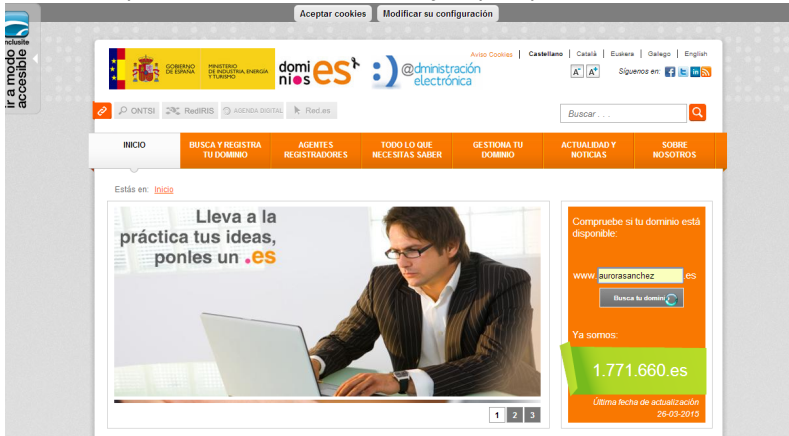 Aceptar cookies
Modificar su configuración
inclusite
ir a modo
accesible
Aviso Cookies | Castellano | Català | Euskera | Galego | English
GOBIERNO
DE ESPAÑA
MINISTERIO
DE INDUSTRIA, ENERGÍA
Y TURISMO
domi
nios
es
:)
@dministración
electrónica
A- A+
Síguenos en:
ONTSI
RedIRIS
AGENDA DIGITAL
Red.es
Buscar . . .
INICIO
BUSCA Y REGISTRA
TU DOMINIO
AGENTES
REGISTRADORES
TODO LO QUE
NECESITAS SABER
GESTIONA TU
DOMINIO
ACTUALIDAD Y
NOTICIAS
SOBRE
NOSOTROS
Estás en: Inicio
Lleva a la
práctica tus ideas,
ponles un .es
1 2 3
Compruebe si tu dominio está
disponible:
www. aurorasanchez .es
Busca tu domini
Ya somos:
1.771.660.es
Última fecha de actualización
26-03-2015